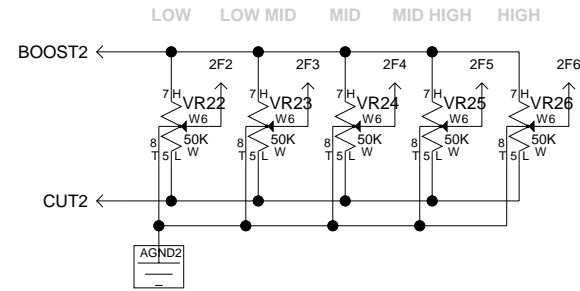 LOW LOW MID MID MID HIGH HIGH
BOOST2
2F2 2F3 2F4 2F5 2F6
7 H 7 H 7 H 7 H 7 H
VR22 VR23 VR24 VR25 VR26
W6 W6 W6 W6 W6
8 50K 8 50K 8 50K 8 50K 8 50K
T 5 L W T 5 L W T 5 L W T 5 L W T 5 L W
CUT2
AGND2